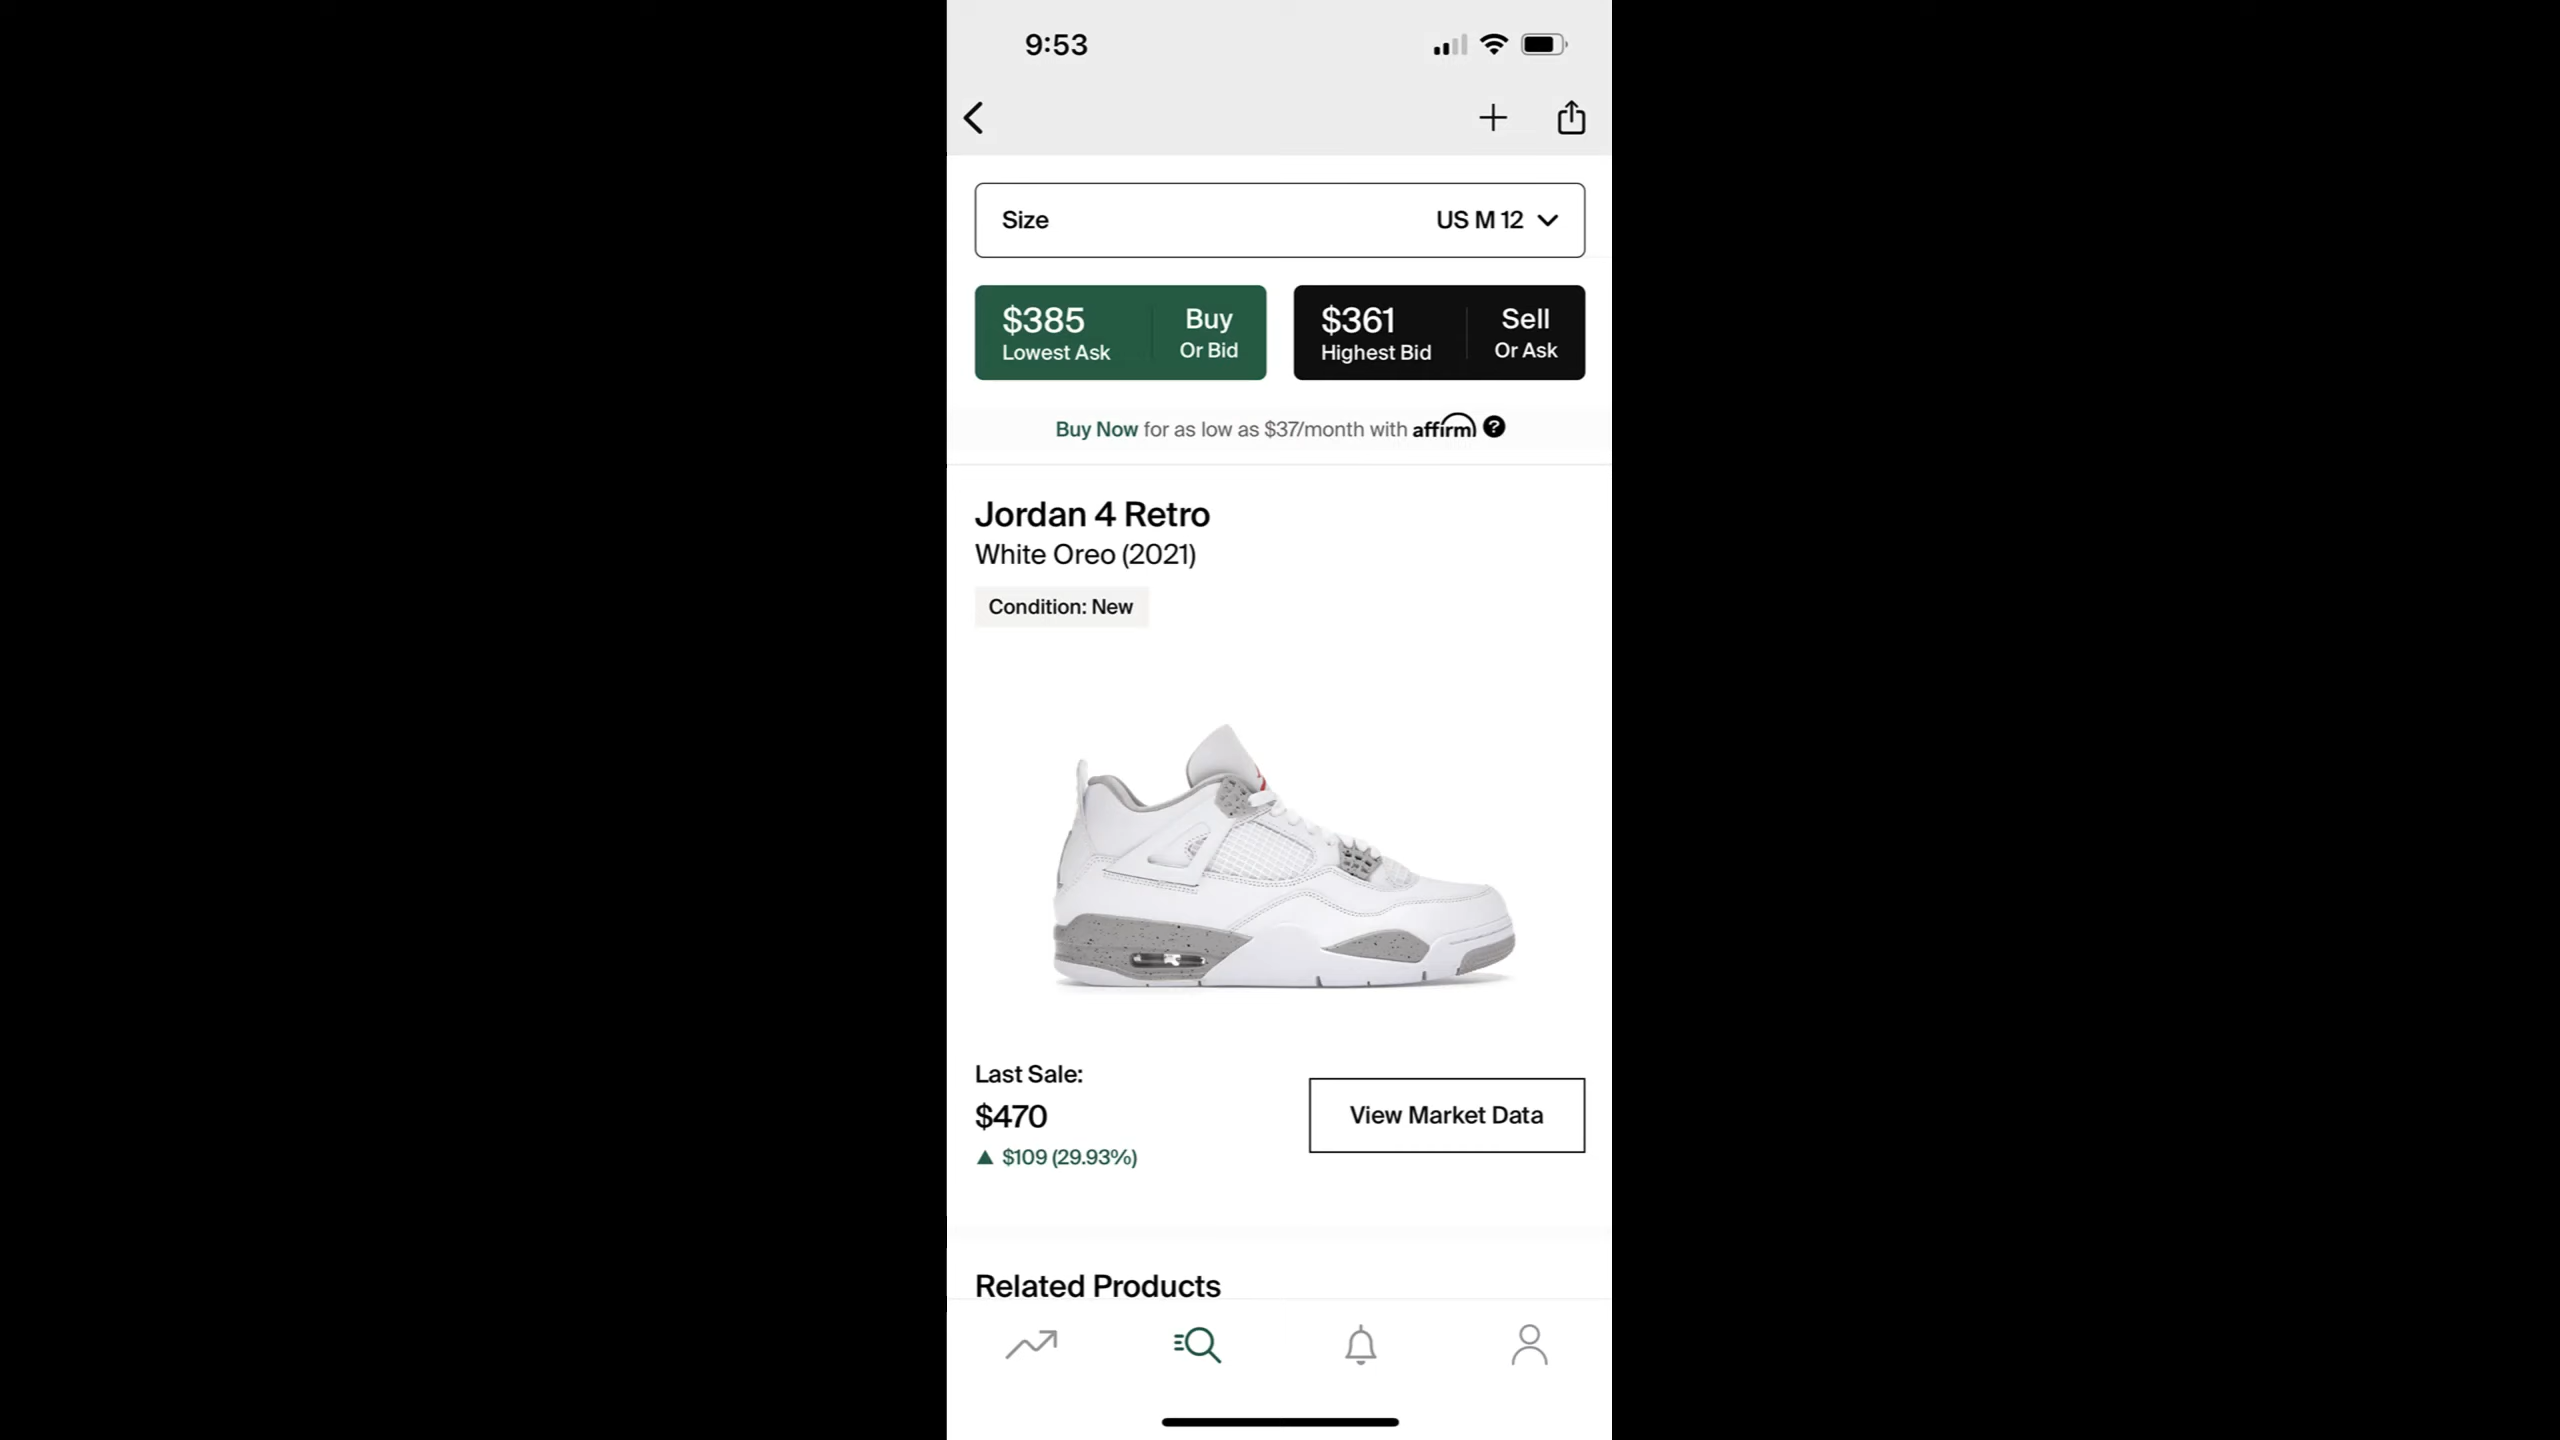 9:53
Size US M 12
$385 Buy
Lowest Ask Or Bid
$361 Sell
Highest Bid Or Ask
Buy Now for as low as $37/month with affirm ?
Jordan 4 Retro
White Oreo (2021)
Condition: New
Last Sale:
$470
▲ $109 (29.93%)
View Market Data
Related Products